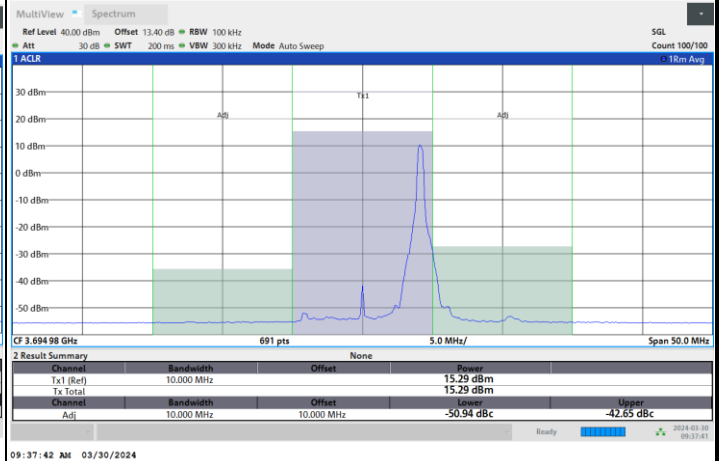 MultiView Spectrum
Ref Level 40.00 dBm Offset 13.40 dB RBW 100 kHz SGL
Att 30 dB SWT 200 ms VBW 300 kHz Mode Auto Sweep Count 100/100
1 ACLR 1Rm Avg
Tx1
Adj Adj
30 dBm
20 dBm
10 dBm
0 dBm
-10 dBm
-20 dBm
-30 dBm
-40 dBm
-50 dBm
CF 3.694 98 GHz 691 pts 5.0 MHz/ Span 50.0 MHz
2 Result Summary None
Channel Bandwidth Offset Power
Tx1 (Ref) 10.000 MHz 15.29 dBm
Tx Total 15.29 dBm
Channel Bandwidth Offset Lower Upper
Adj 10.000 MHz 10.000 MHz -50.94 dBc -42.65 dBc
Ready 2024-03-30
09:37:41
09:37:42 AM 03/30/2024